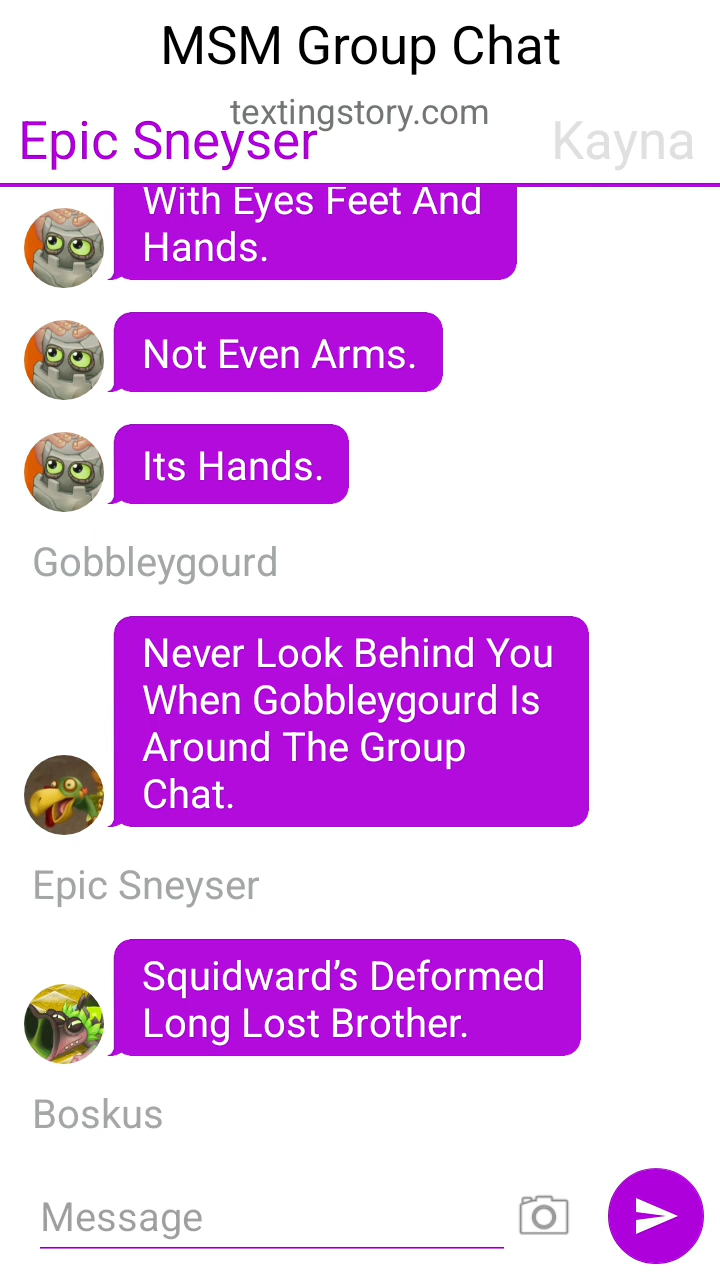 MSM Group Chat
textingstory.com
Epic Sneyser
Kayna
With Eyes Feet And
Hands.
Not Even Arms.
Its Hands.
Gobbleygourd
Never Look Behind You
When Gobbleygourd Is
Around The Group
Chat.
Epic Sneyser
Squidward’s Deformed
Long Lost Brother.
Boskus
Message